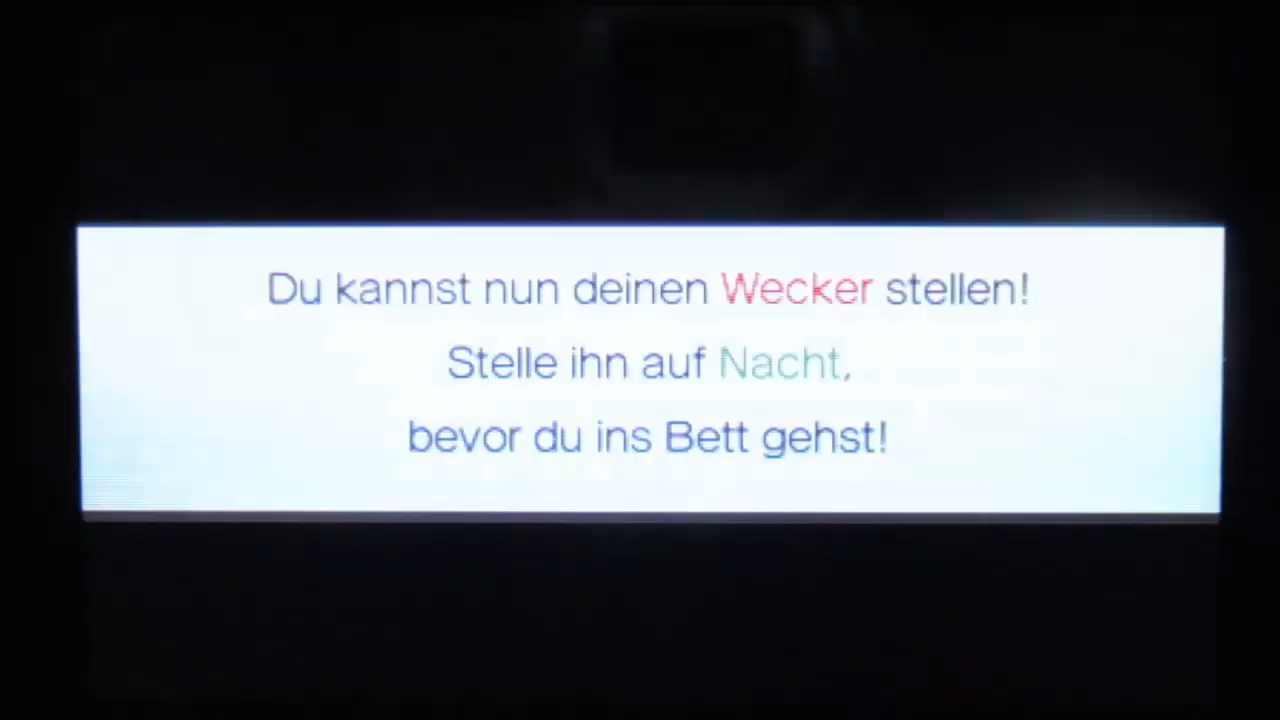 Du kannst nun deinen Wecker stellen!
Stelle ihn auf Nacht,
bevor du ins Bett gehst!